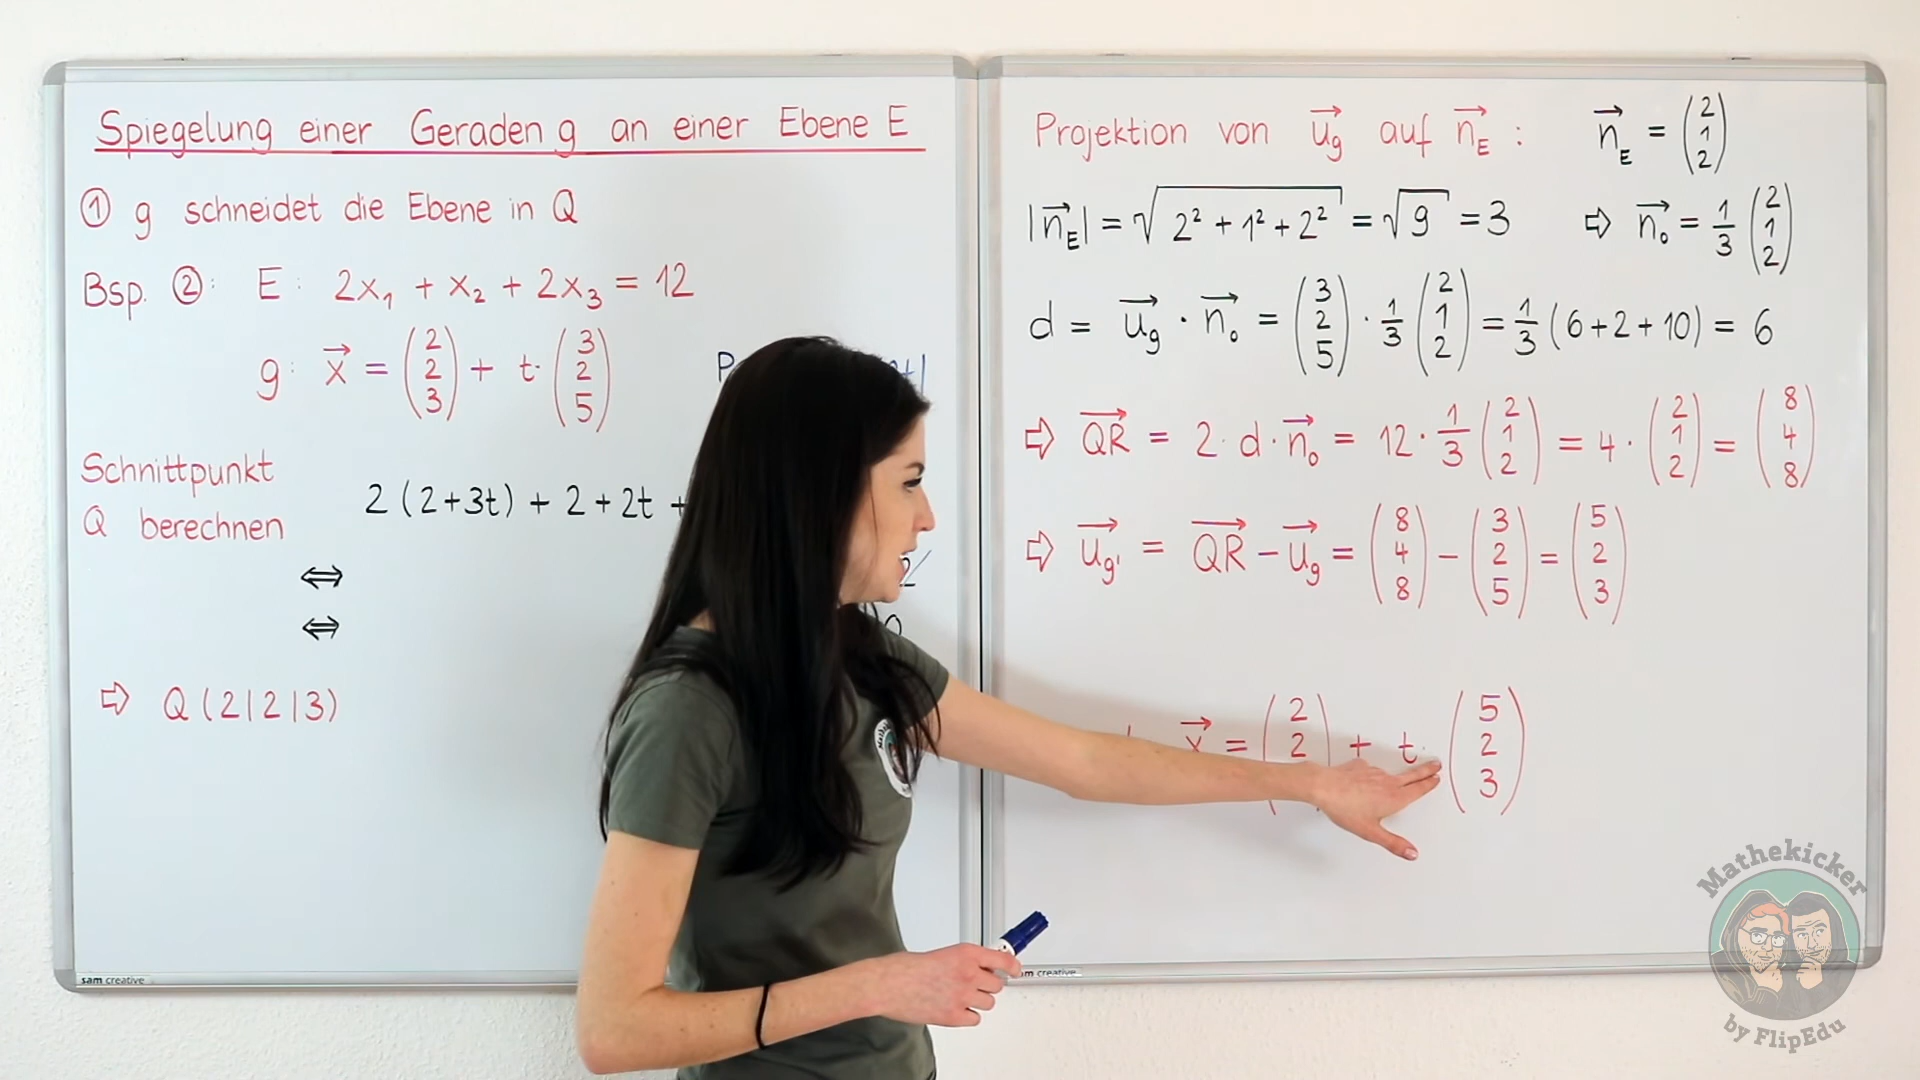 Spiegelung einer Geraden g an einer Ebene E
① g schneidet die Ebene in Q
Bsp. ②: E: 2x₁ + x₂ + 2x₃ = 12
g: x⃗ = (2 2 3) + t· (3 2 5)
Schnittpunkt
Q berechnen
2 (2+3t) + 2 + 2t +
⇔
⇔
⇨ Q (2|2|3)
sam creative
Projektion von u⃗g auf n⃗E : n⃗E = (2 1 2)
|n⃗E| = √(2² + 1² + 2²) = √9 = 3 ⇨ n⃗₀ = 1/3 (2 1 2)
d = u⃗g · n⃗₀ = (3 2 5) · 1/3 (2 1 2) = 1/3 (6+2+10) = 6
⇨ QR⃗ = 2· d · n⃗₀ = 12 · 1/3 (2 1 2) = 4 · (2 1 2) = (8 4 8)
⇨ u⃗g' = QR⃗ − u⃗g = (8 4 8) − (3 2 5) = (5 2 3)
x⃗ = (2 2 + t· (5 2 3)
creative
Mathekicker
by FlipEdu